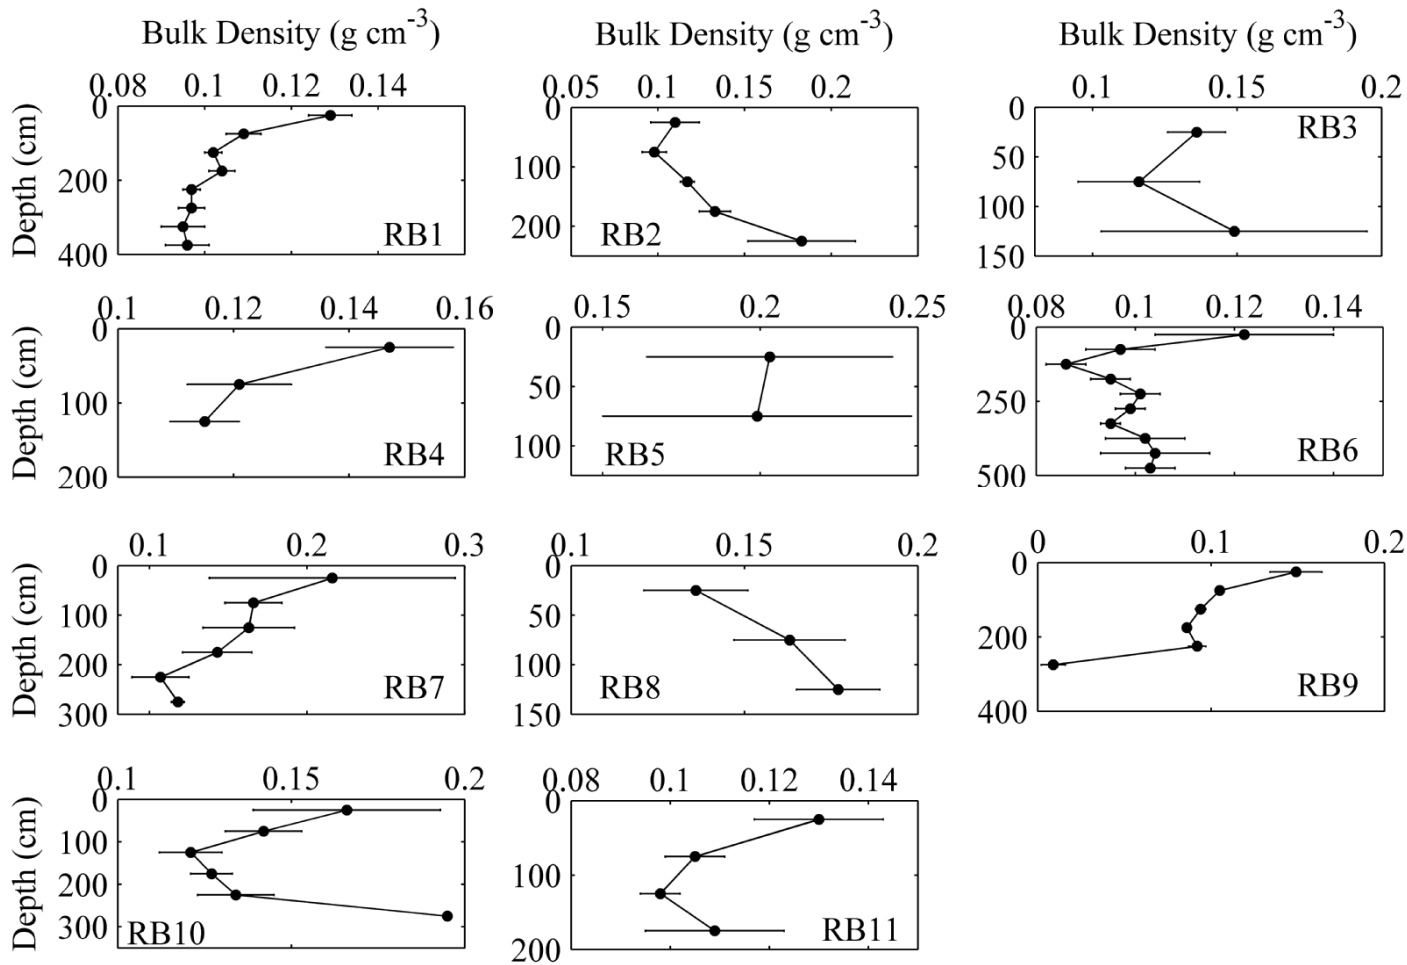 Bulk Density (g cm-3) Bulk Density (g cm-3) Bulk Density (g cm-3)
0.08 0.1 0.12 0.14
0
200
400
Depth (cm)
RB1
0.05 0.1 0.15 0.2
0
100
200
RB2
0.1 0.15 0.2
0
50
100
150
RB3
0.1 0.12 0.14 0.16
0
100
200
Depth (cm)
RB4
0.15 0.2 0.25
0
50
100
RB5
0.08 0.1 0.12 0.14
0
250
500
RB6
0.1 0.2 0.3
0
100
200
300
Depth (cm)
RB7
0.1 0.15 0.2
0
50
100
150
RB8
0 0.1 0.2
0
200
400
RB9
0.1 0.15 0.2
0
100
200
300
Depth (cm)
RB10
0.08 0.1 0.12 0.14
0
100
200
RB11